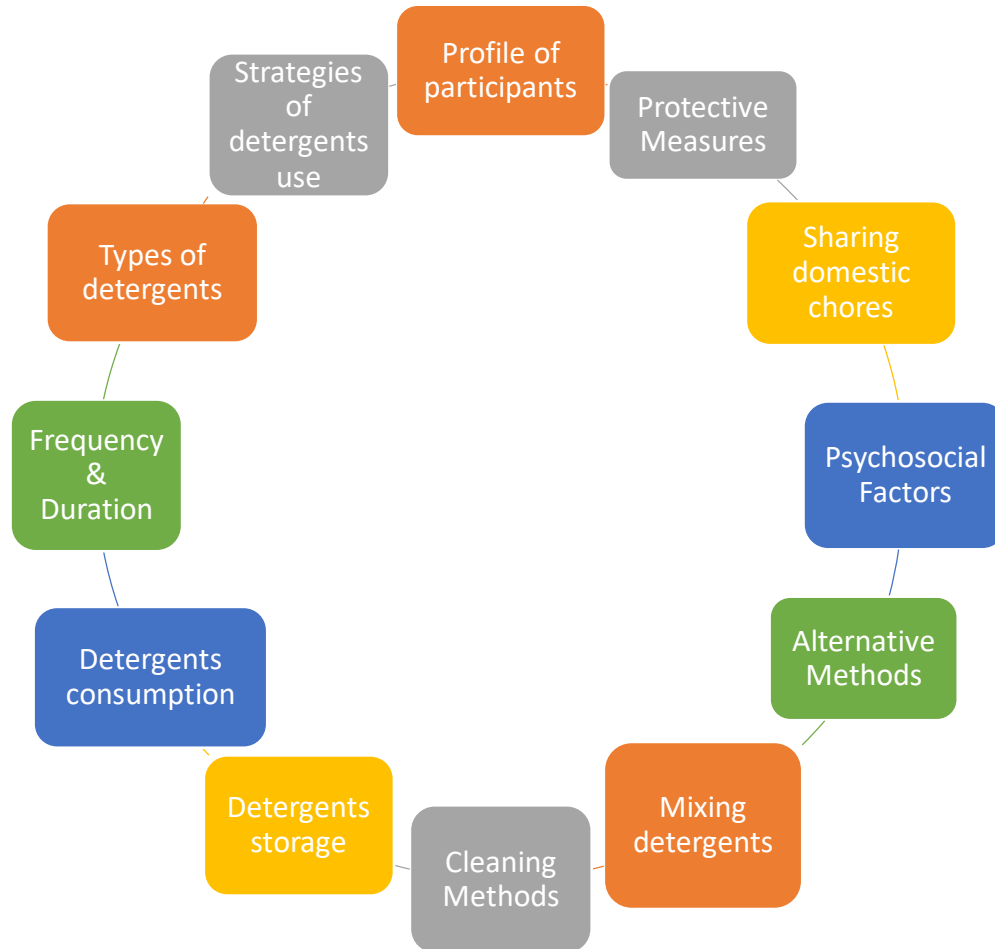 Profile of
participants
Protective
Measures
Sharing
domestic
chores
Psychosocial
Factors
Alternative
Methods
Mixing
detergents
Cleaning
Methods
Detergents
storage
Detergents
consumption
Frequency
&
Duration
Types of
detergents
Strategies
of
detergents
use